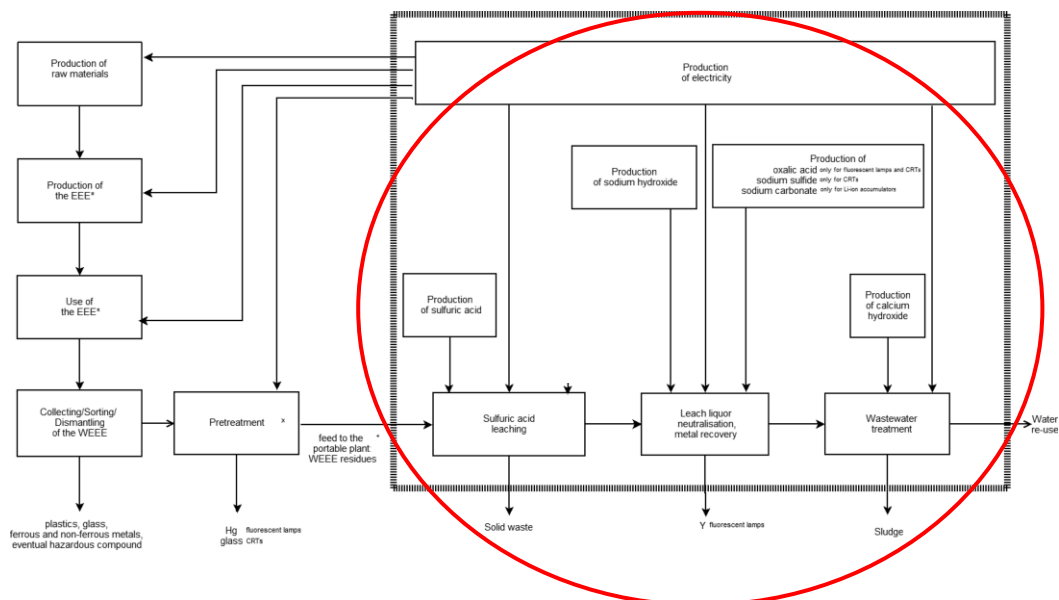 Production of
raw materials
Production
of electricity
Production of
the EEE*
Production
of sodium hydroxide
Production of
oxalic acid only for fluorescent lamps and CRTs
sodium sulfide only for CRTs
sodium carbonate only for Li-ion accumulators
Use of
the EEE*
Production
of sulfuric acid
Production
of calcium
hydroxide
Collecting/Sorting/
Dismantling
of the WEEE
Pretreatment x
feed to the *
portable plant:
WEEE residues
Sulfuric acid
leaching
Leach liquor
neutralisation,
metal recovery
Wastewater
treatment
Water
re-use
plastics, glass,
ferrous and non-ferrous metals,
eventual hazardous compound
Hg fluorescent lamps
glass CRTs
Solid waste
Y fluorescent lamps
Sludge